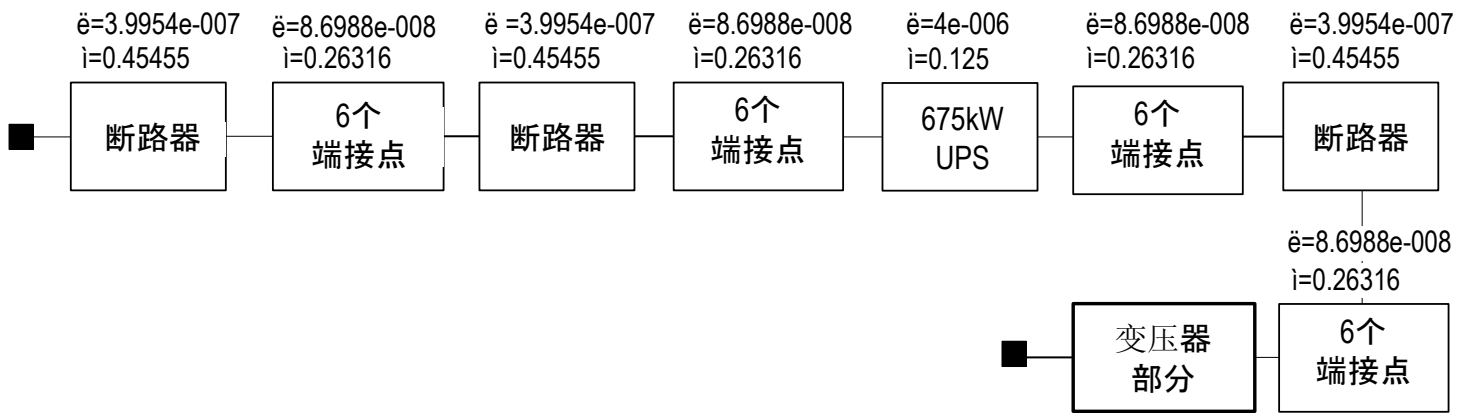 ë=3.9954e-007
ì=0.45455
断路器
ë=8.6988e-008
ì=0.26316
6个
端接点
ë =3.9954e-007
ì=0.45455
断路器
ë=8.6988e-008
ì=0.26316
6个
端接点
ë=4e-006
ì=0.125
675kW
UPS
ë=8.6988e-008
ì=0.26316
6个
端接点
ë=3.9954e-007
ì=0.45455
断路器
ë=8.6988e-008
ì=0.26316
6个
端接点
变压器
部分